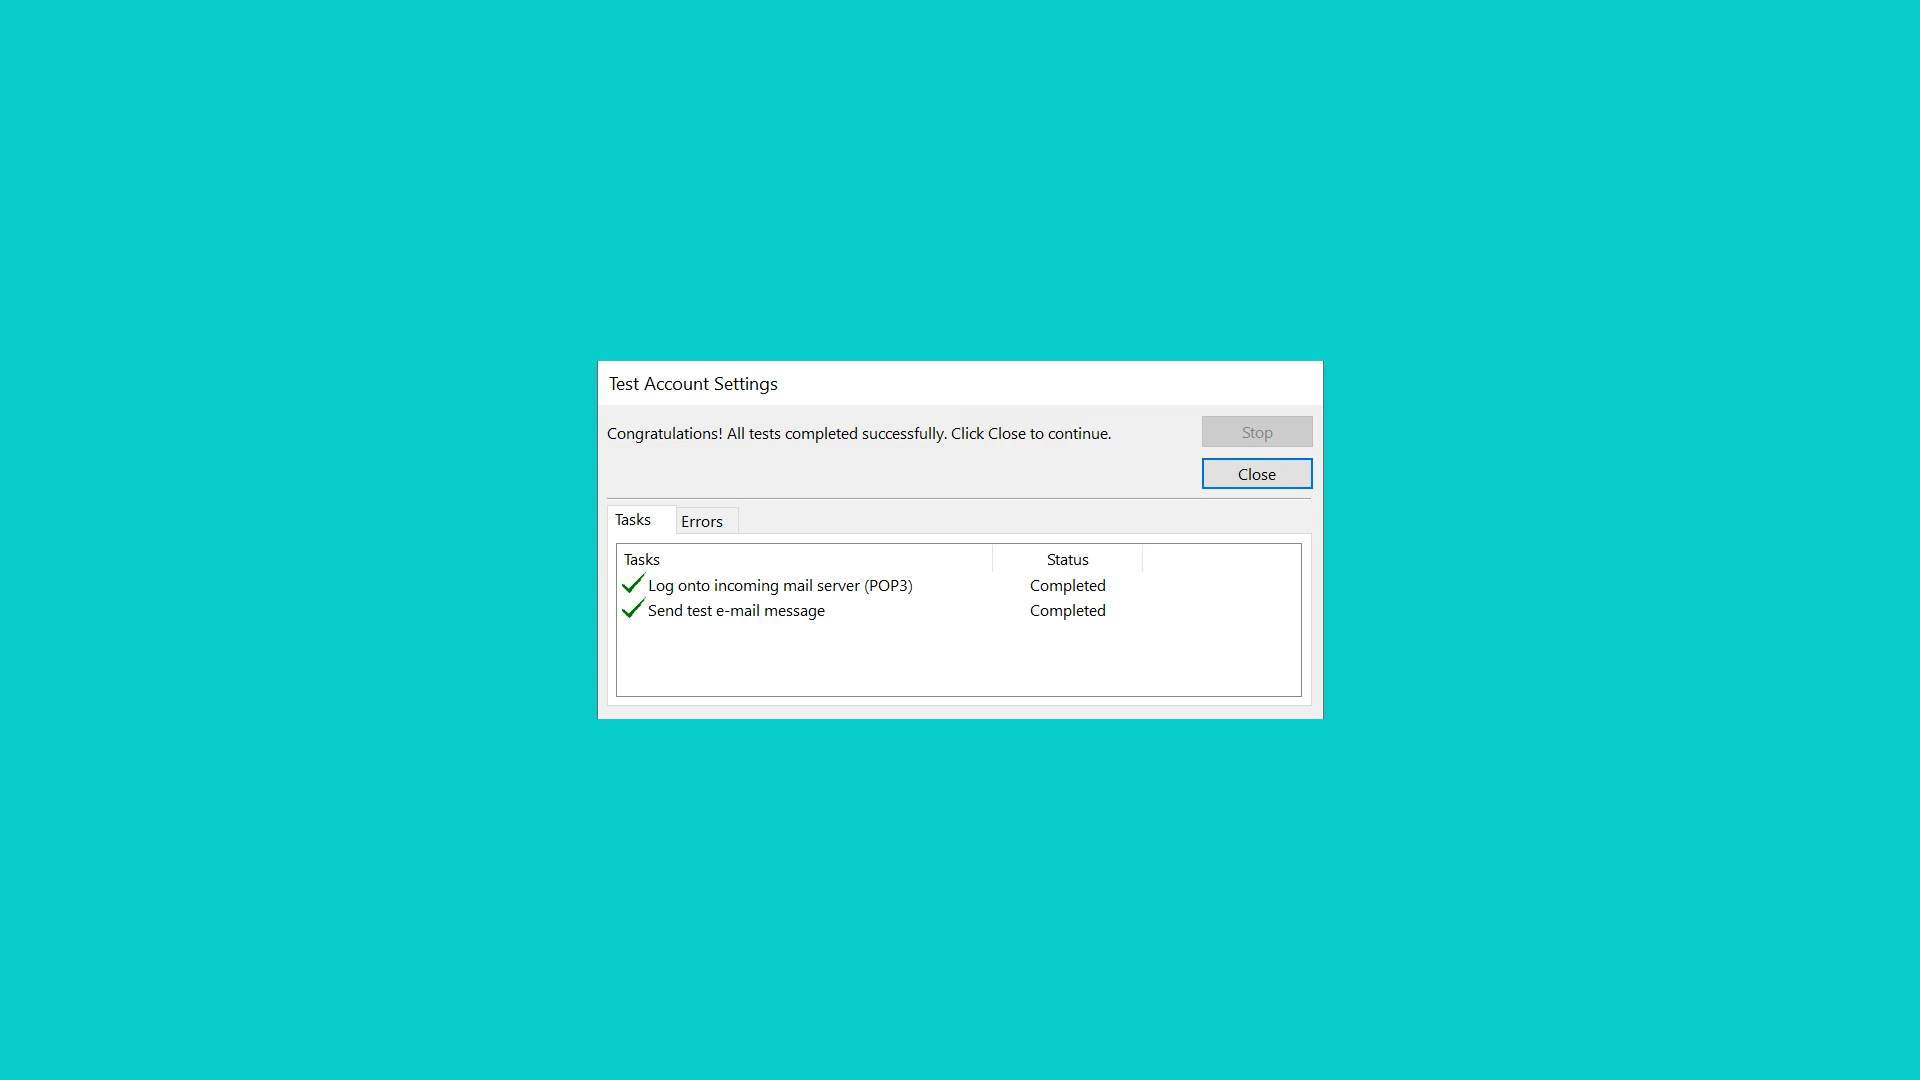 Test Account Settings
Congratulations! All tests completed successfully. Click Close to continue.
Stop
Close
Tasks
Errors
Tasks Status
Log onto incoming mail server (POP3) Completed
Send test e-mail message Completed